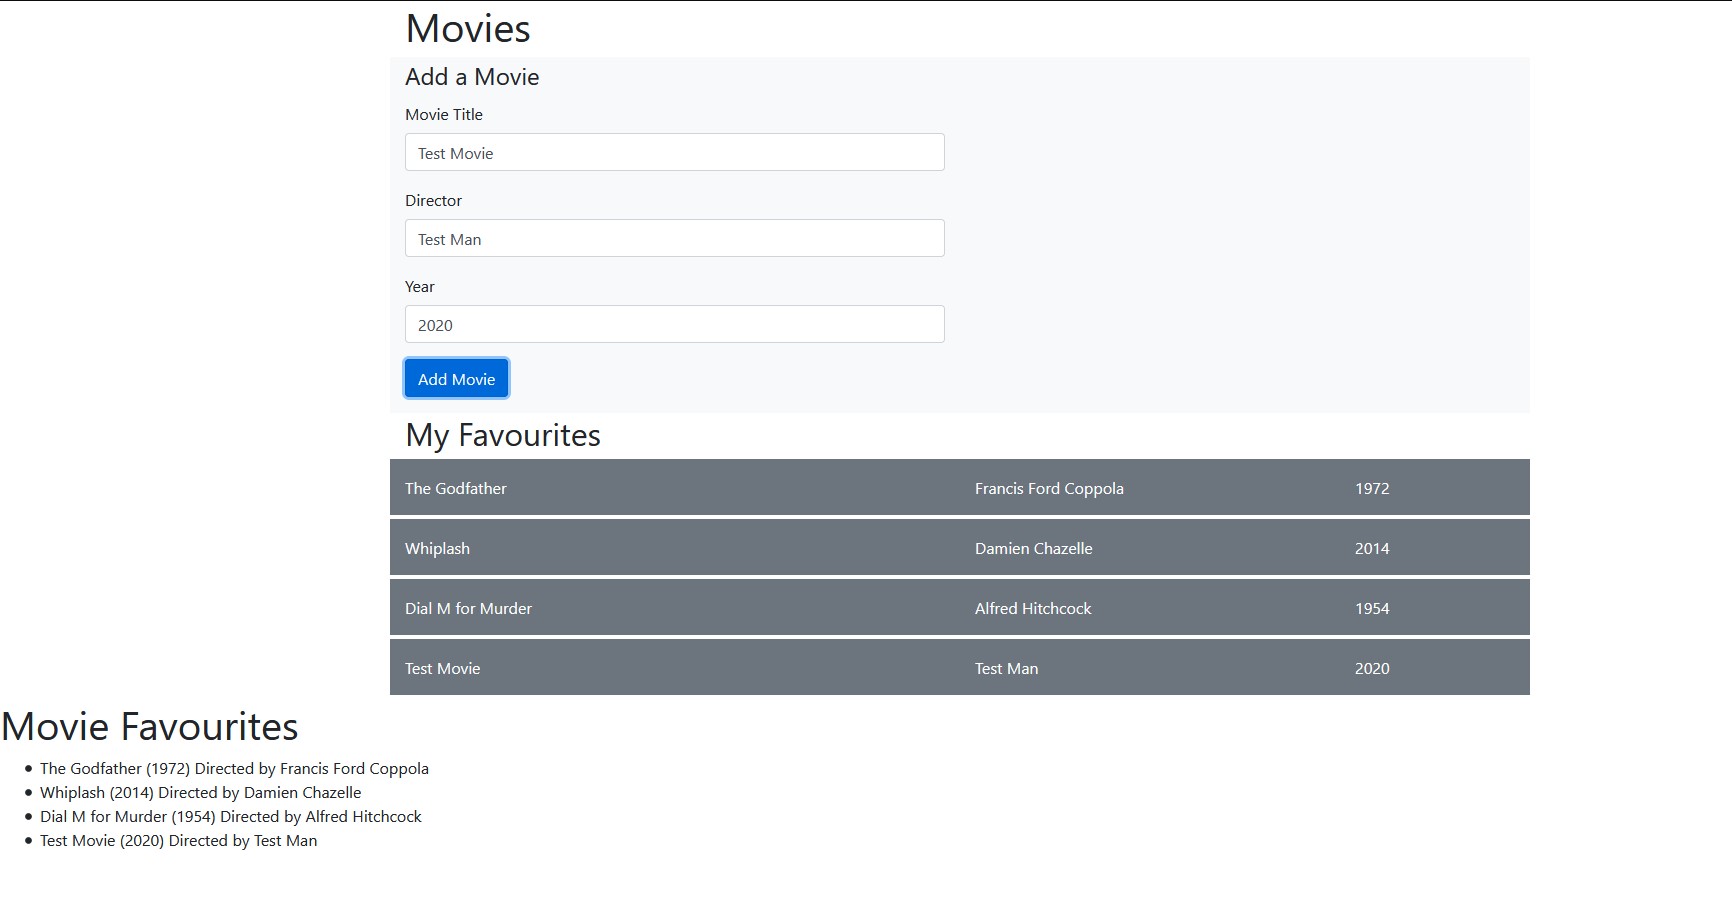 Movies
Add a Movie
Movie Title
Test Movie
Director
Test Man
Year
2020
Add Movie
My Favourites
The Godfather Francis Ford Coppola 1972
Whiplash Damien Chazelle 2014
Dial M for Murder Alfred Hitchcock 1954
Test Movie Test Man 2020
Movie Favourites
The Godfather (1972) Directed by Francis Ford Coppola
Whiplash (2014) Directed by Damien Chazelle
Dial M for Murder (1954) Directed by Alfred Hitchcock
Test Movie (2020) Directed by Test Man